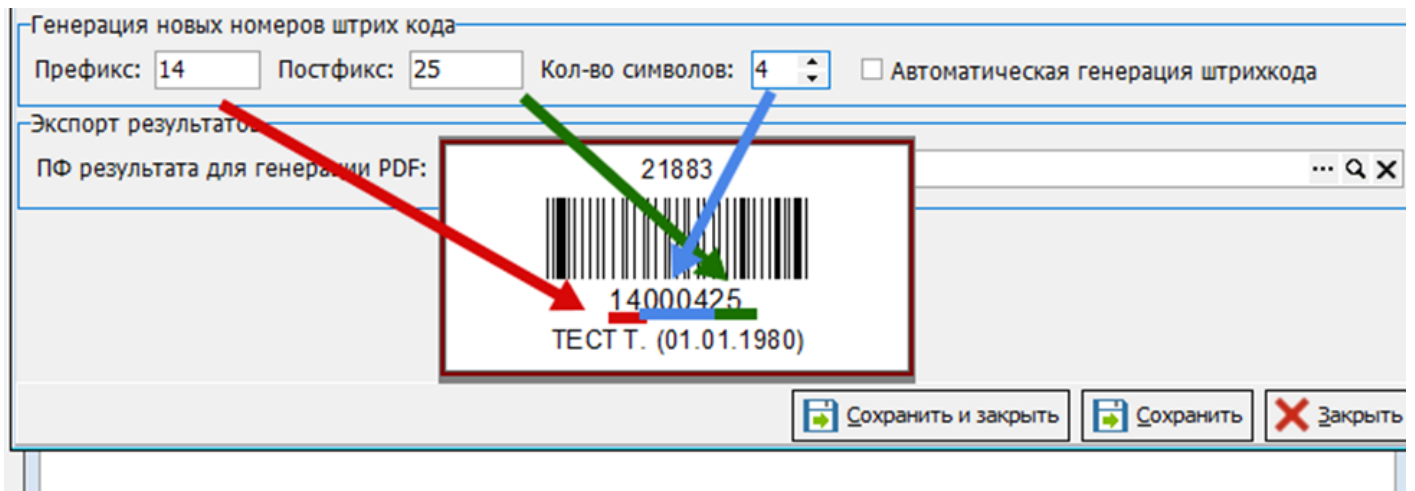 Генерация новых номеров штрих кода
Префикс: 14 Постфикс: 25 Кол-во символов: 4 Автоматическая генерация штрихкода
Экспорт результатов
ПФ результата для генерации PDF:
21883
14000425
ТЕСТ Т. (01.01.1980)
Сохранить и закрыть Сохранить Закрыть